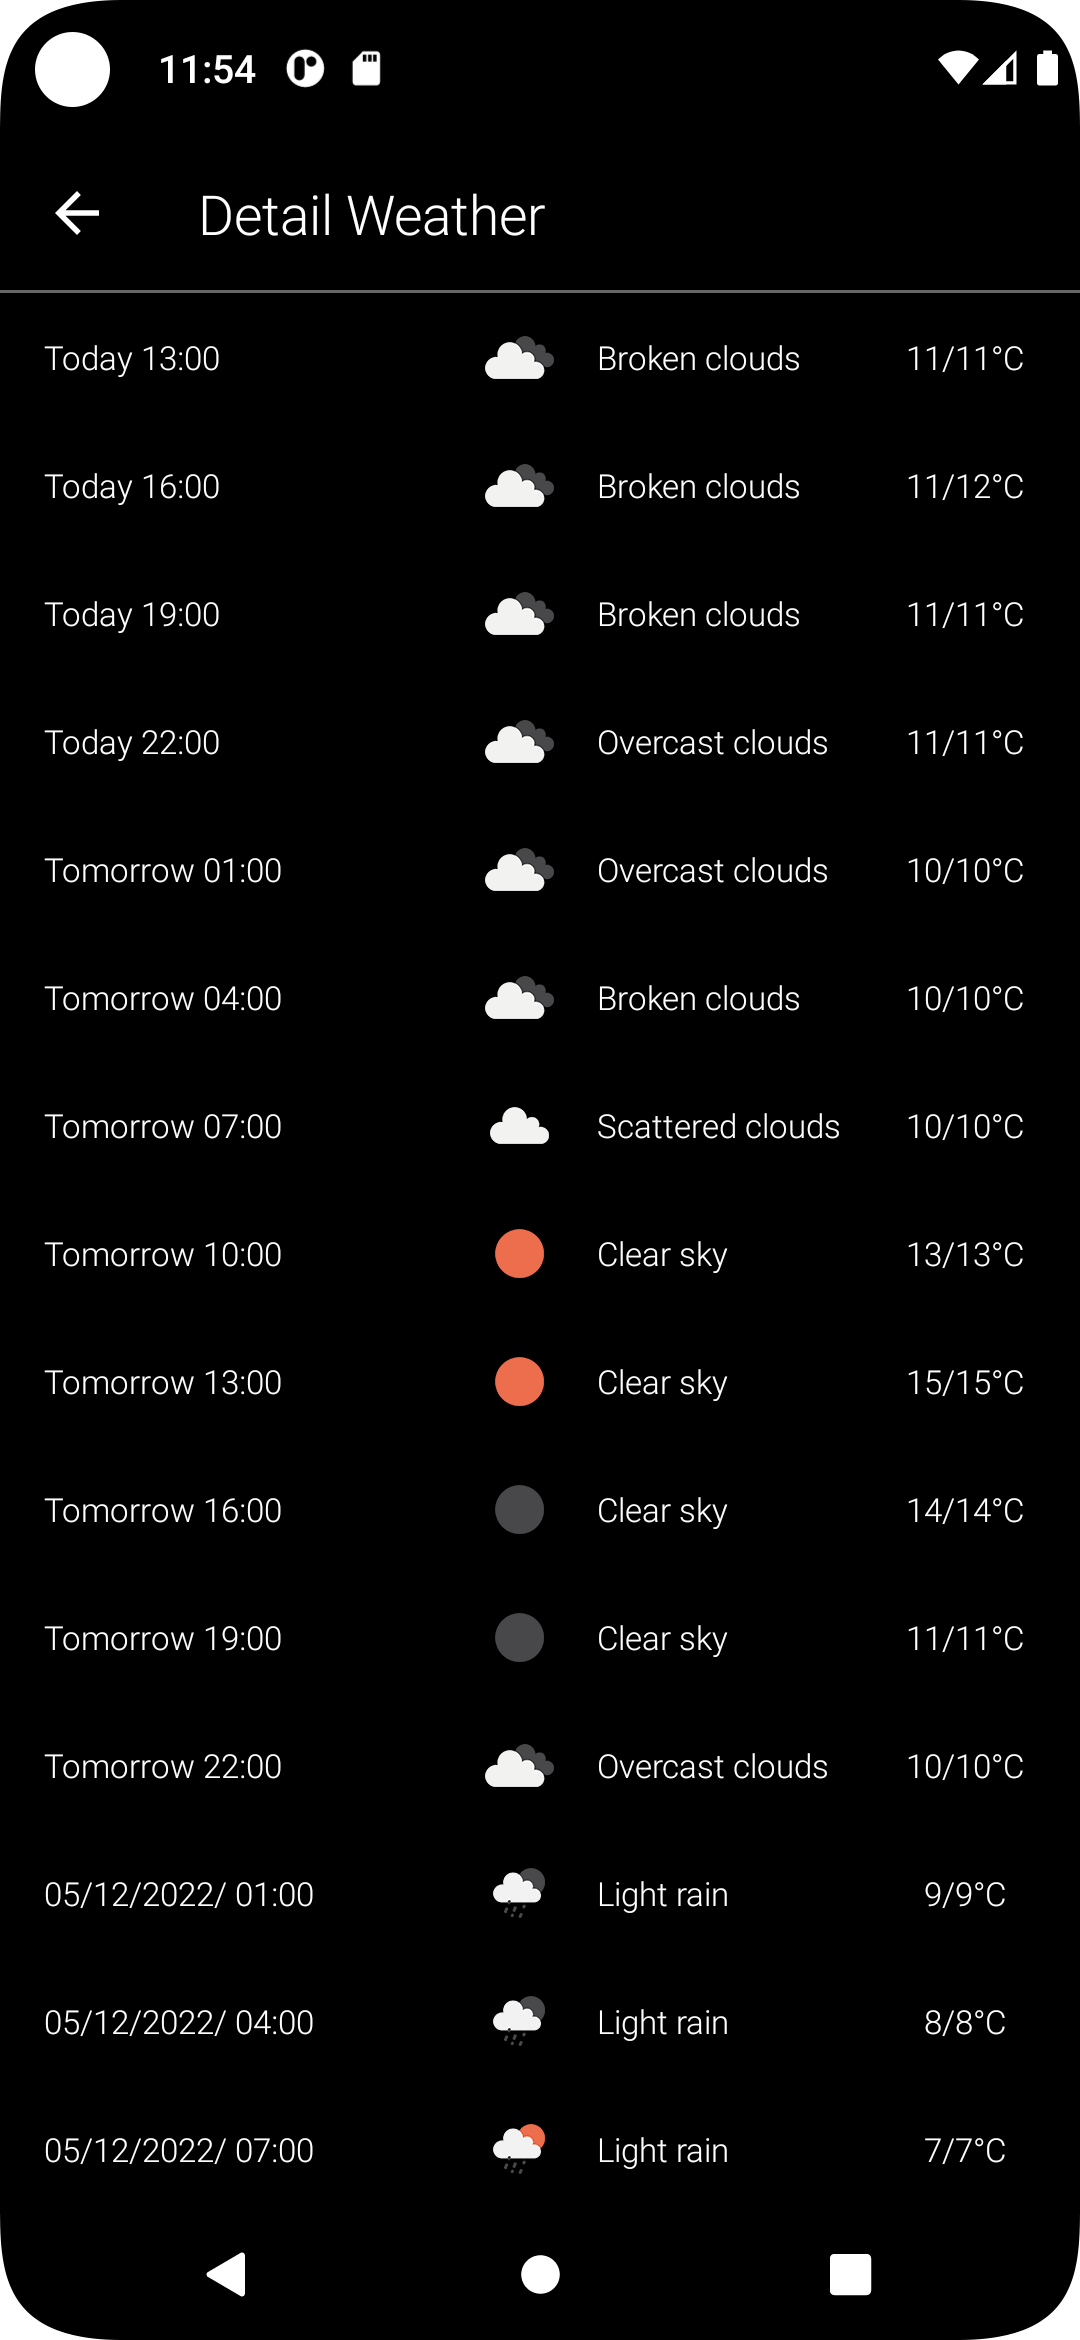 11:54
Detail Weather
Today 13:00 Broken clouds 11/11°C
Today 16:00 Broken clouds 11/12°C
Today 19:00 Broken clouds 11/11°C
Today 22:00 Overcast clouds 11/11°C
Tomorrow 01:00 Overcast clouds 10/10°C
Tomorrow 04:00 Broken clouds 10/10°C
Tomorrow 07:00 Scattered clouds 10/10°C
Tomorrow 10:00 Clear sky 13/13°C
Tomorrow 13:00 Clear sky 15/15°C
Tomorrow 16:00 Clear sky 14/14°C
Tomorrow 19:00 Clear sky 11/11°C
Tomorrow 22:00 Overcast clouds 10/10°C
05/12/2022/ 01:00 Light rain 9/9°C
05/12/2022/ 04:00 Light rain 8/8°C
05/12/2022/ 07:00 Light rain 7/7°C